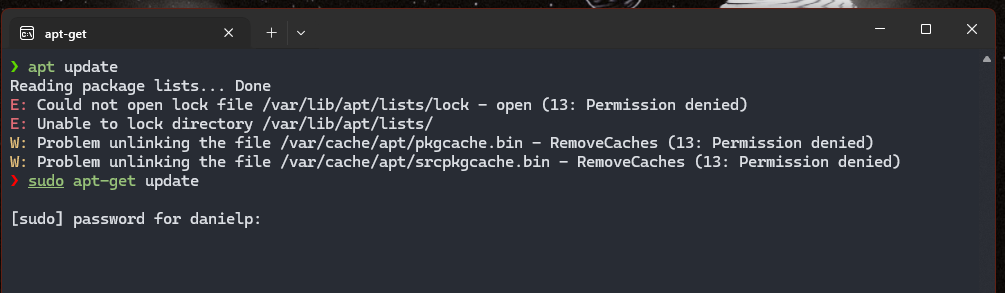 apt-get
❯ apt update
Reading package lists... Done
E: Could not open lock file /var/lib/apt/lists/lock - open (13: Permission denied)
E: Unable to lock directory /var/lib/apt/lists/
W: Problem unlinking the file /var/cache/apt/pkgcache.bin - RemoveCaches (13: Permission denied)
W: Problem unlinking the file /var/cache/apt/srcpkgcache.bin - RemoveCaches (13: Permission denied)
❯ sudo apt-get update
[sudo] password for danielp: